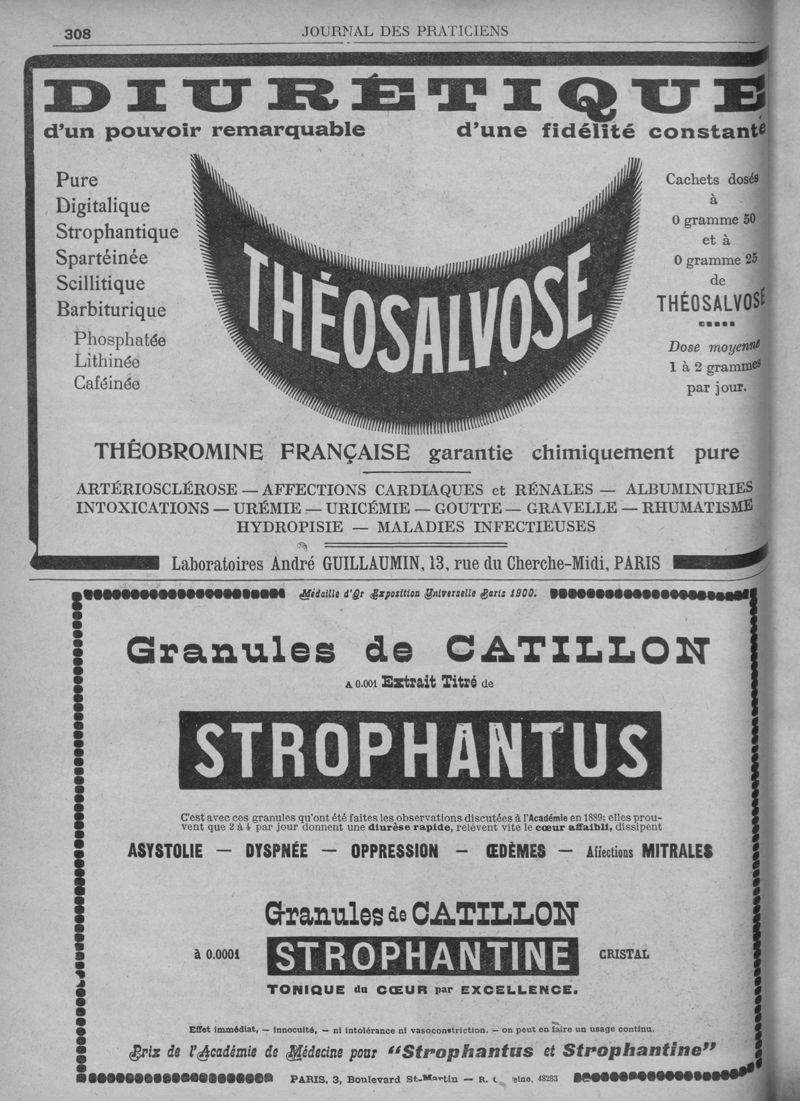 308
JOURNAL DES PRATICIENS
DIURÉTIQUE
d'un pouvoir remarquable d'une fidélité constante
Pure
Digitalique
Strophantique
Spartéinée
Scillitique
Barbiturique
Phosphatée
Lithinée
Caféinée
THÉOSALVOSE
Cachets dosés
à
0 gramme 50
et à
0 gramme 25
de
THÉOSALVOSE
Dose moyenne
1 à 2 grammes
par jour.
THÉOBROMINE FRANÇAISE garantie chimiquement pure
ARTÉRIOSCLÉROSE — AFFECTIONS CARDIAQUES et RÉNALES — ALBUMINURIES
INTOXICATIONS — URÉMIE — URICÉMIE — GOUTTE — GRAVELLE — RHUMATISME
HYDROPISIE — MALADIES INFECTIEUSES
Laboratoires André GUILLAUMIN, 13, rue du Cherche-Midi, PARIS
Médaille d'Or Exposition Universelle Paris 1900.
Granules de CATILLON
A 0.001 Extrait Titré de
STROPHANTUS
C'est avec ces granules qu'ont été faites les observations discutées à l'Académie en 1889; elles prou-
vent que 2 à 4 par jour donnent une diurèse rapide, relèvent vite le cœur affaibli, dissipent
ASYSTOLIE — DYSPNÉE — OPPRESSION — ŒDÈMES — Affections MITRALES
Granules de CATILLON
à 0.0001 STROPHANTINE CRISTAL
TONIQUE du CŒUR par EXCELLENCE.
Effet immédiat, — innocuité, — ni intolérance ni vasoconstriction. — on peut en faire un usage continu.
Prix de l'Académie de Médecine pour "Strophantus et Strophantine"
PARIS, 3, Boulevard St-Martin — R. C. 48283